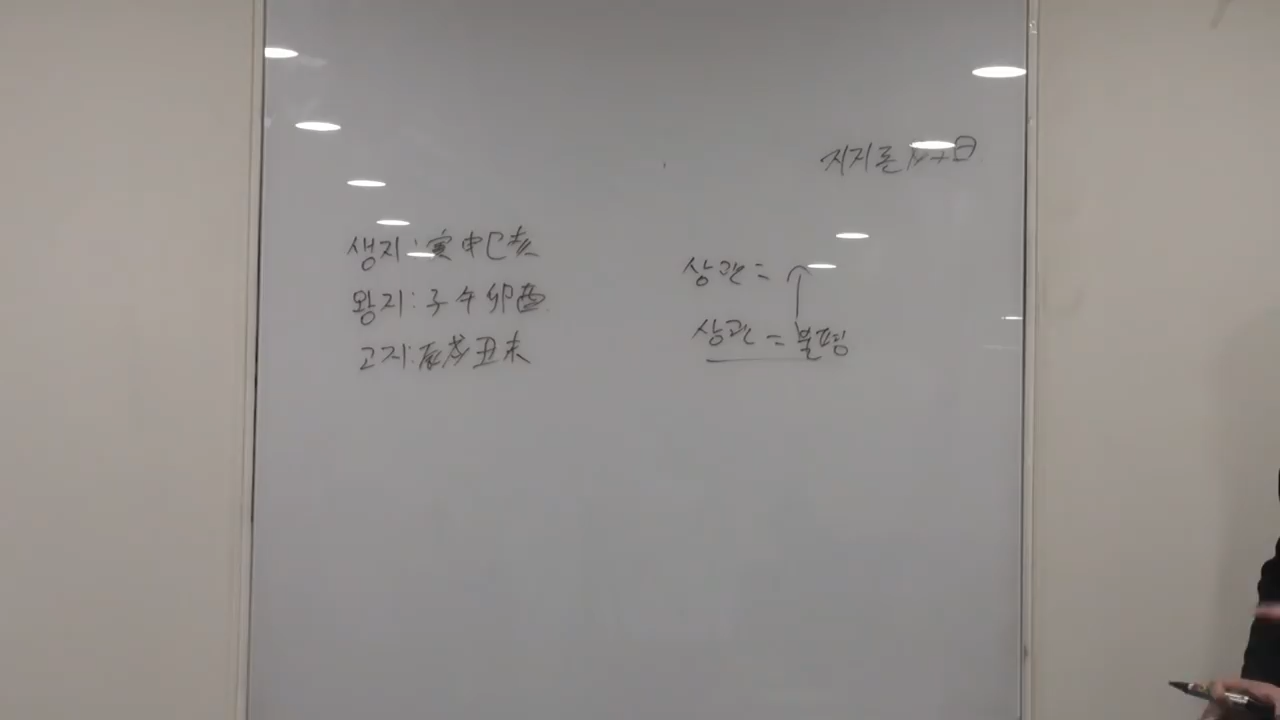 지지론
생지: 寅申巳亥
왕지: 子午卯酉
고지: 辰戌丑未
상관 =
상관 = 불평